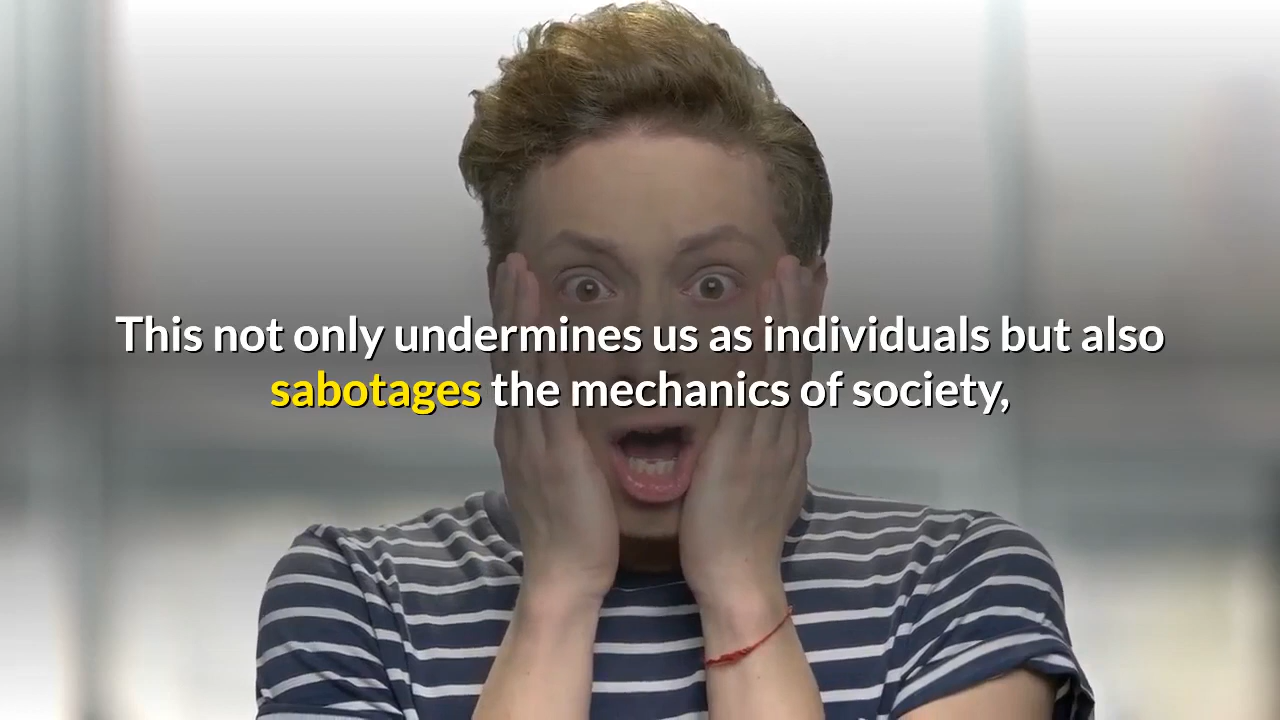 This not only undermines us as individuals but also
sabotages the mechanics of society,